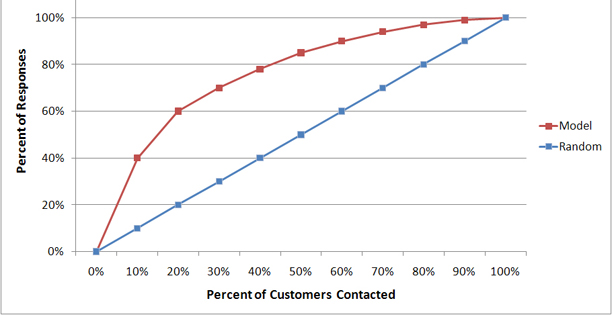 100%
80%
60%
40%
20%
0%
Percent of Responses
0% 10% 20% 30% 40% 50% 60% 70% 80% 90% 100%
Percent of Customers Contacted
Model
Random